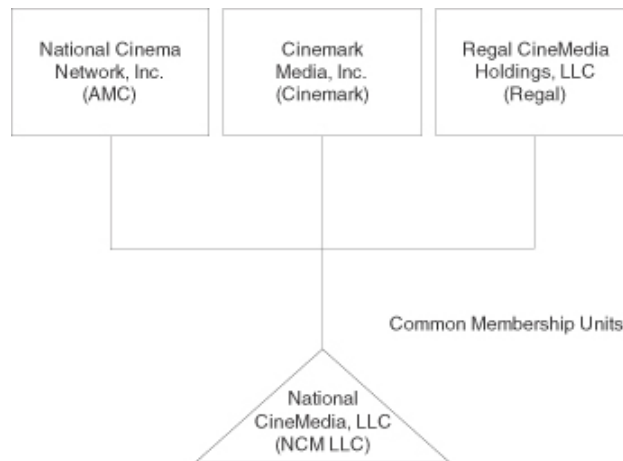 National Cinema
Network, Inc.
(AMC)
Cinemark
Media, Inc.
(Cinemark)
Regal CineMedia
Holdings, LLC
(Regal)
Common Membership Units
National
CineMedia, LLC
(NCM LLC)